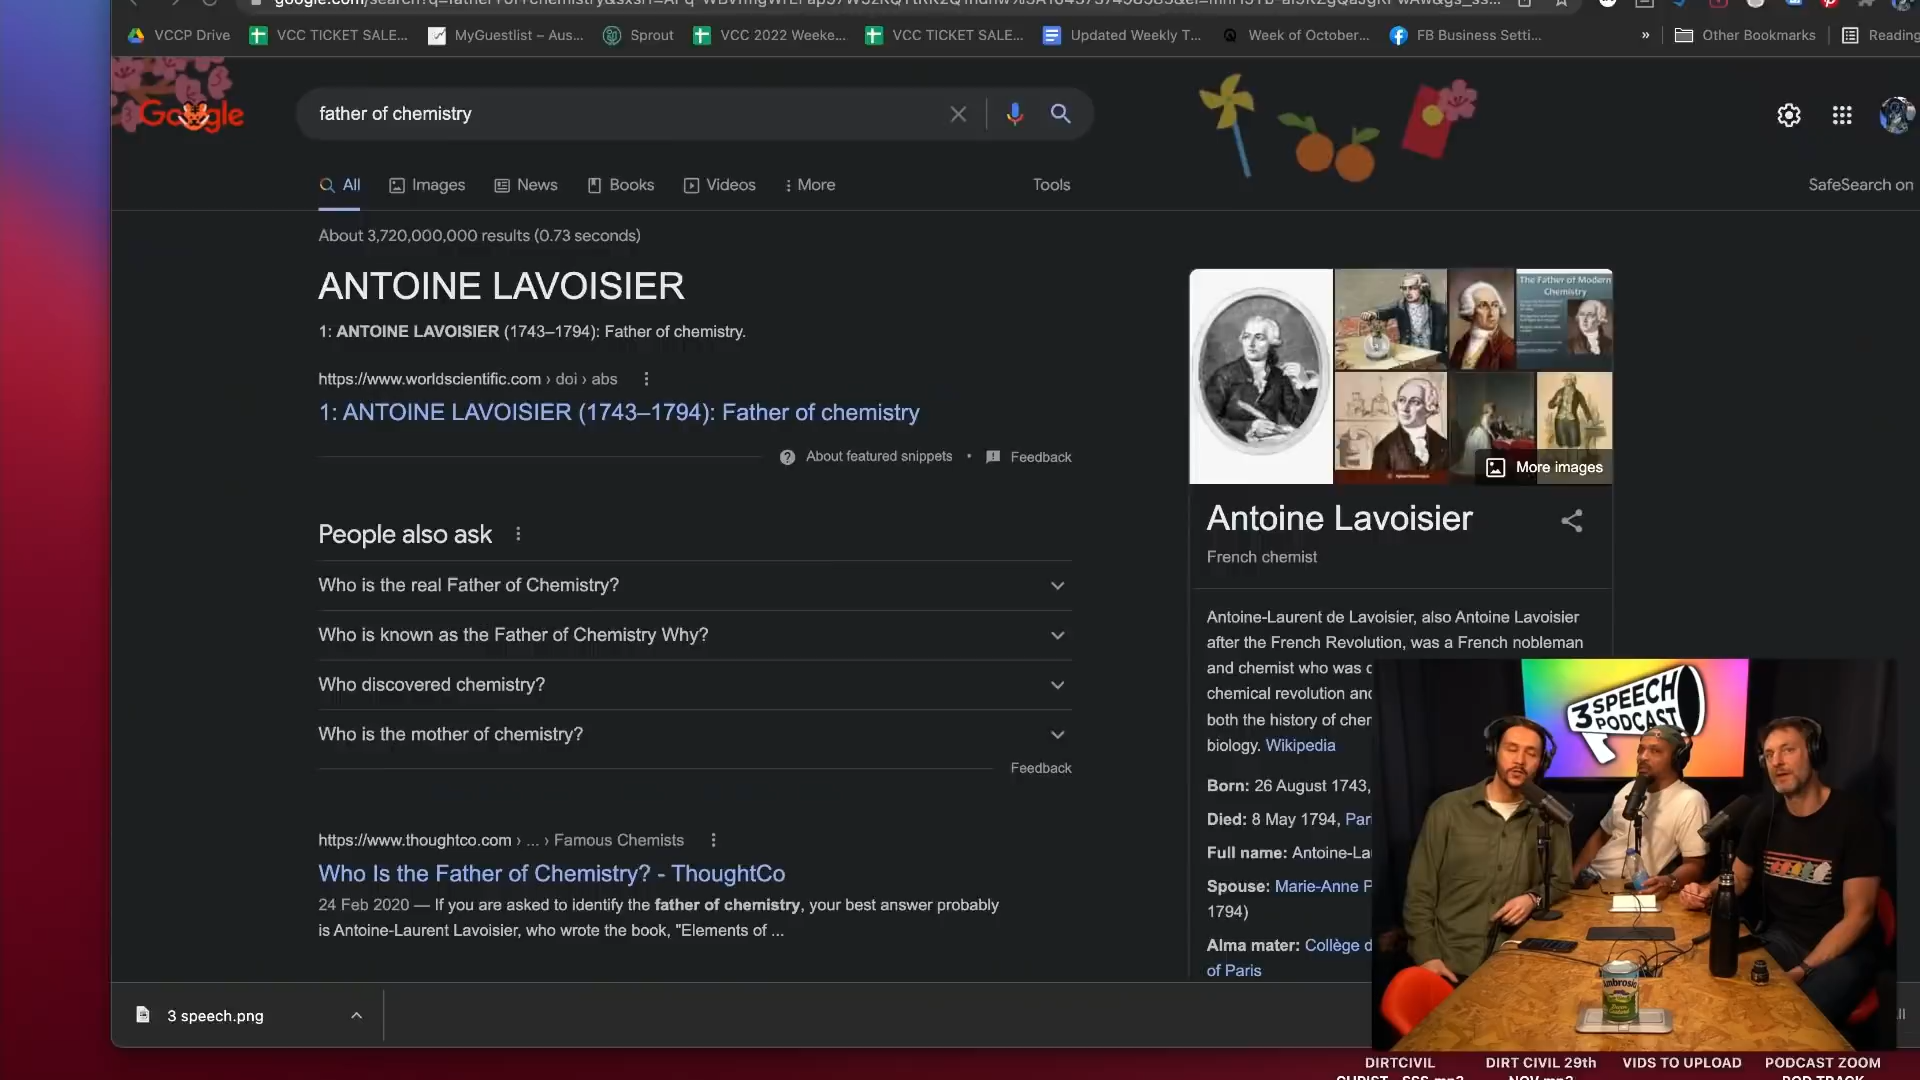 VCCP Drive VCC TICKET SALE... MyGuestlist – Aus... Sprout VCC 2022 Weeke... VCC TICKET SALE... Updated Weekly T... Week of October... FB Business Setti... » Other Bookmarks Reading
Google father of chemistry
All Images News Books Videos More Tools SafeSearch on
About 3,720,000,000 results (0.73 seconds)
ANTOINE LAVOISIER
1: ANTOINE LAVOISIER (1743–1794): Father of chemistry.
https://www.worldscientific.com › doi › abs
1: ANTOINE LAVOISIER (1743–1794): Father of chemistry
About featured snippets • Feedback
People also ask
Who is the real Father of Chemistry?
Who is known as the Father of Chemistry Why?
Who discovered chemistry?
Who is the mother of chemistry?
Feedback
https://www.thoughtco.com › ... › Famous Chemists
Who Is the Father of Chemistry? - ThoughtCo
24 Feb 2020 — If you are asked to identify the father of chemistry, your best answer probably
is Antoine-Laurent Lavoisier, who wrote the book, "Elements of ...
The Father of Modern
Chemistry
More images
Antoine Lavoisier
French chemist
Antoine-Laurent de Lavoisier, also Antoine Lavoisier
after the French Revolution, was a French nobleman
and chemist who was c
chemical revolution and
both the history of cher
biology. Wikipedia
Born: 26 August 1743,
Died: 8 May 1794, Pari
Full name: Antoine-La
Spouse: Marie-Anne P
1794)
Alma mater: Collège d
of Paris
3 SPEECH
PODCAST
Ambrosia
3 speech.png
DIRTCIVIL DIRT CIVIL 29th VIDS TO UPLOAD PODCAST ZOOM